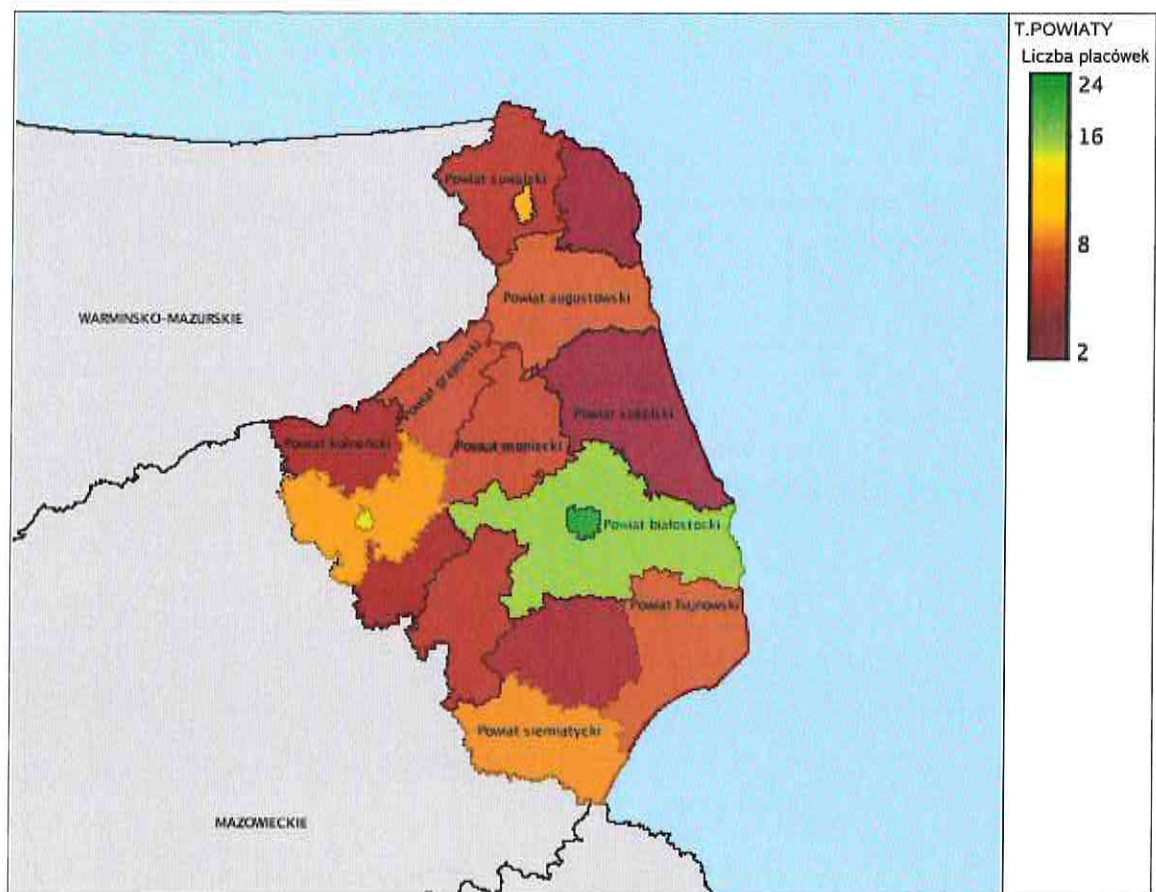 T.POWIATY
Liczba placówek
24
16
8
2
Powiat suwalski
Powiat augustowski
WARMINSKO-MAZURSKIE
Powiat grajewski
Powiat sokólski
Powiat kolneński
Powiat moniecki
Powiat białostocki
Powiat hajnowski
Powiat siemiatycki
MAZOWIECKIE